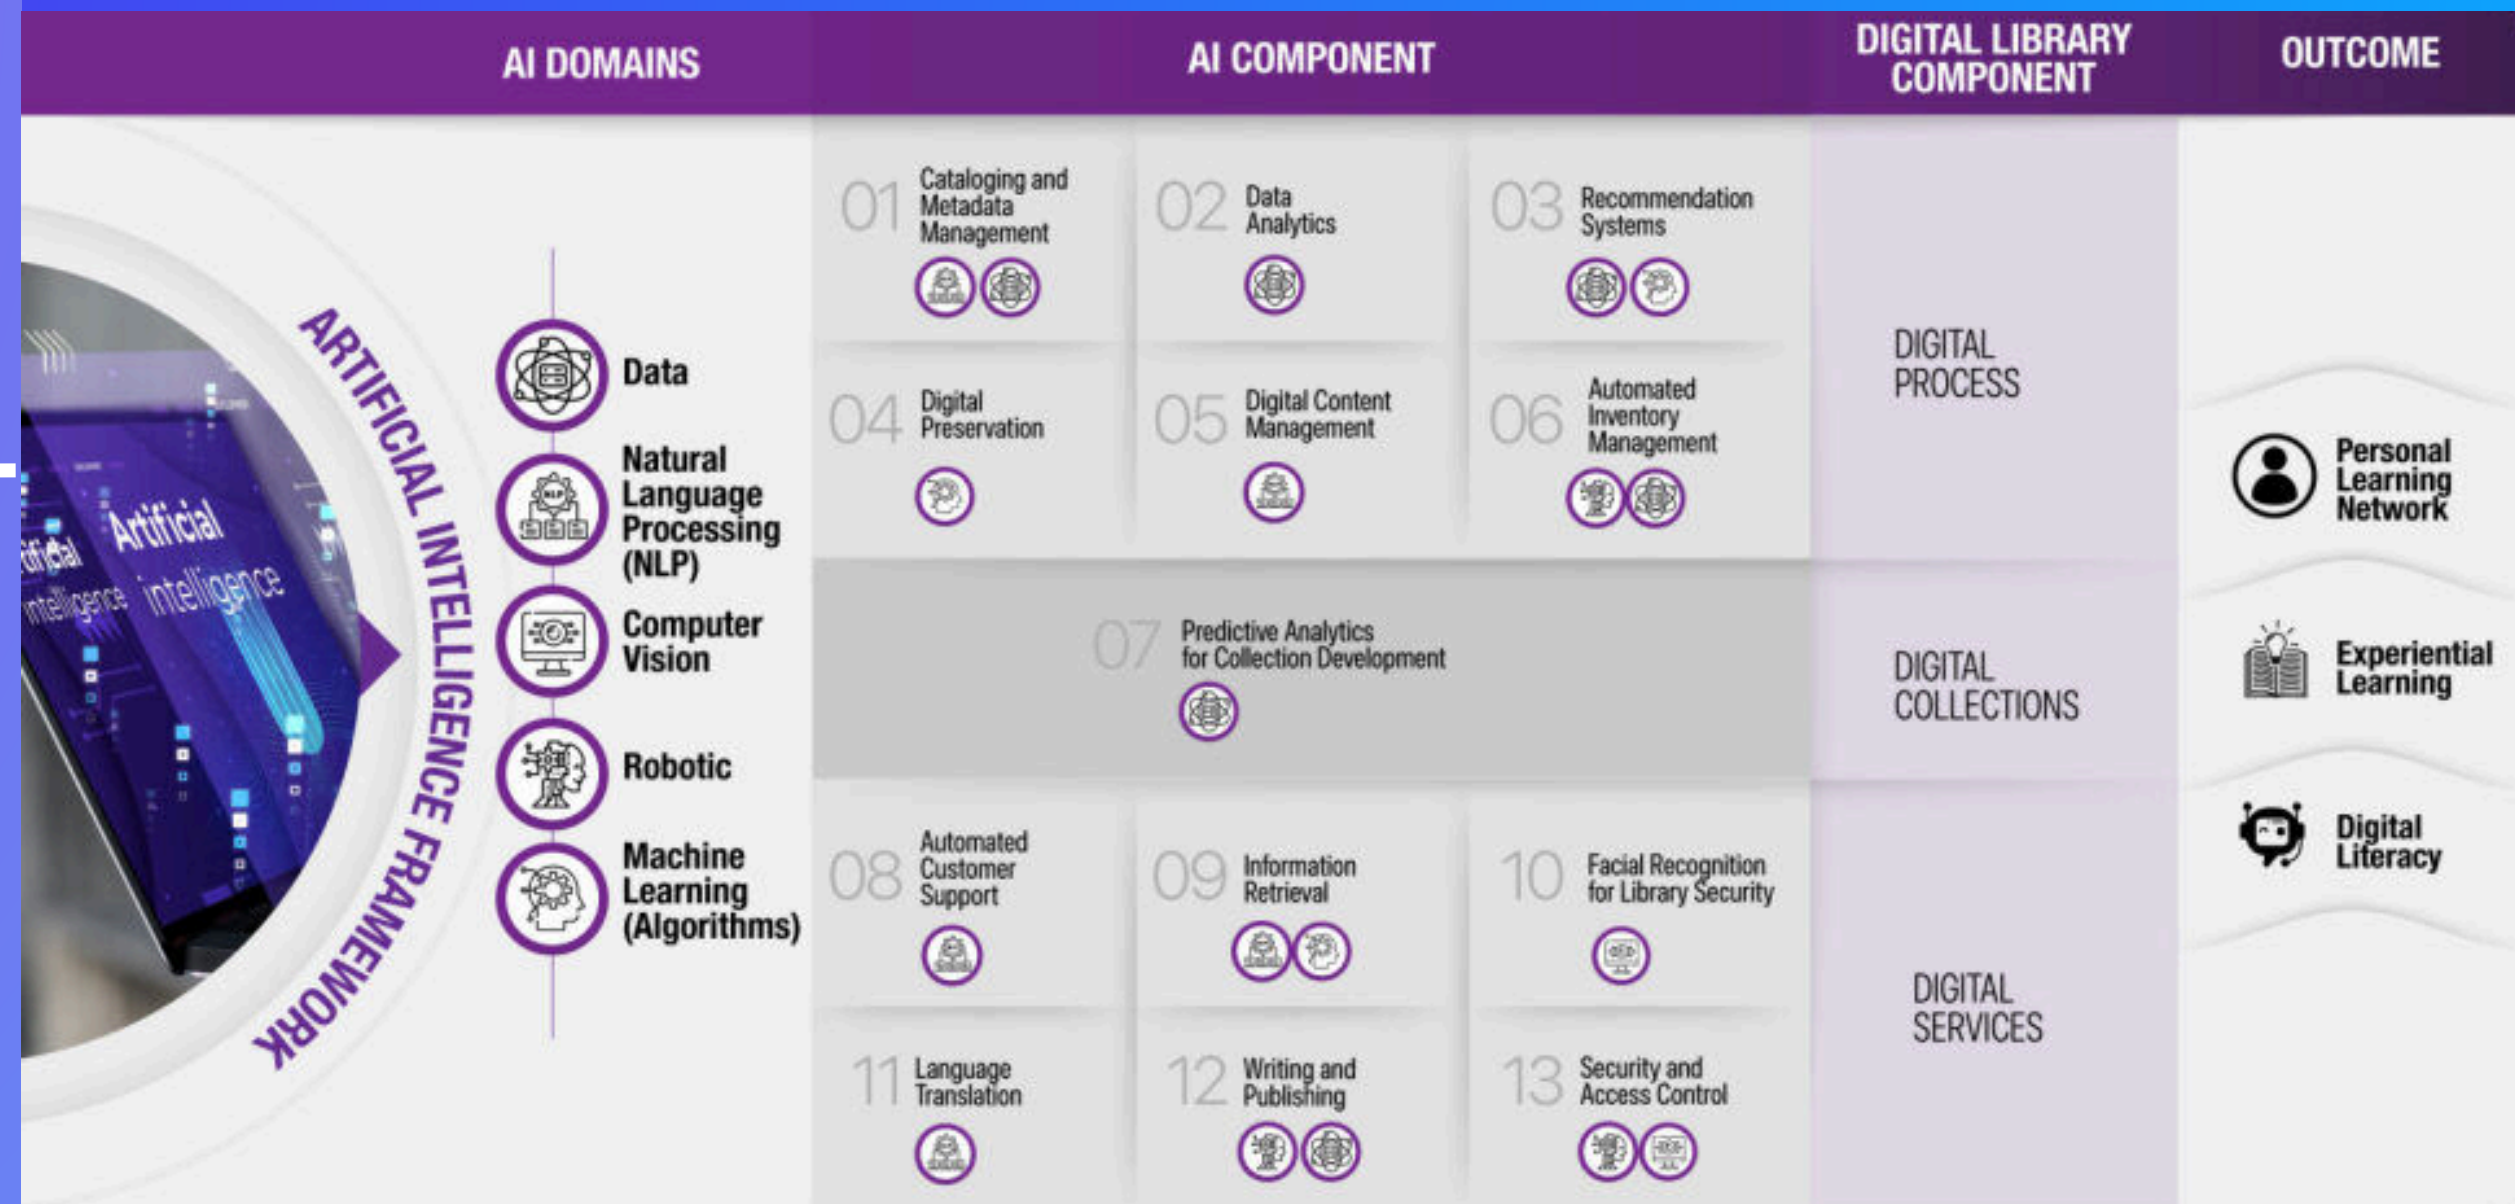 AI DOMAINS
AI COMPONENT
DIGITAL LIBRARY
COMPONENT
OUTCOME
ARTIFICIAL INTELLIGENCE FRAMEWORK
Artificial
intelligence
intelligence
Data
Natural
Language
Processing
(NLP)
NLP
Computer
Vision
Robotic
Machine
Learning
(Algorithms)
01
Cataloging and
Metadata
Management
02
Data
Analytics
03
Recommendation
Systems
04
Digital
Preservation
05
Digital Content
Management
06
Automated
Inventory
Management
07
Predictive Analytics
for Collection Development
08
Automated
Customer
Support
09
Information
Retrieval
10
Facial Recognition
for Library Security
11
Language
Translation
12
Writing and
Publishing
13
Security and
Access Control
DIGITAL
PROCESS
DIGITAL
COLLECTIONS
DIGITAL
SERVICES
Personal
Learning
Network
Experiential
Learning
Digital
Literacy